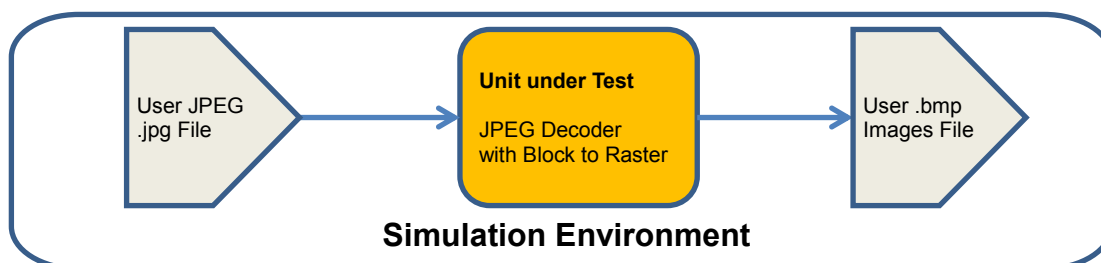 User JPEG
.jpg File
Unit under Test
JPEG Decoder
with Block to Raster
User .bmp
Images File
Simulation Environment